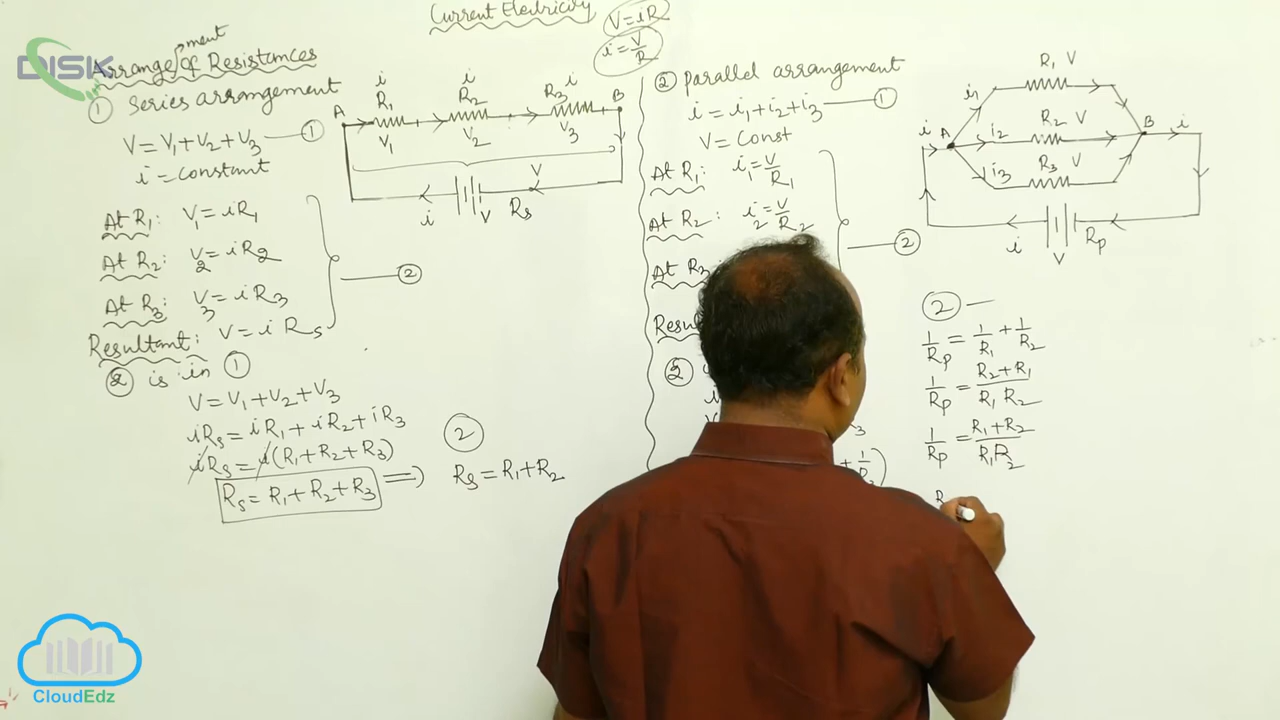 Current Electricity
V = iR
i = V/R
DISK
Arrangement of Resistances
① Series arrangement
V = V₁ + V₂ + V₃ — ①
i = constant
At R₁: V₁ = iR₁
At R₂: V₂ = iR₂
At R₃: V₃ = iR₃
— ②
Resultant: V = i Rs
② is in ①
V = V₁ + V₂ + V₃
iRs = iR₁ + iR₂ + iR₃
iRs = i(R₁ + R₂ + R₃)
Rs = R₁ + R₂ + R₃ ⇒
②
Rs = R₁ + R₂
i i i
A R₁ R₂ R₃ B
V₁ V₂ V₃
V
i V Rs
② parallel arrangement
i = i₁ + i₂ + i₃ — ①
V = Const
At R₁: i₁ = V/R₁
At R₂: i₂ = V/R₂
— ②
At R₃
②
R₁ V
i₁
R₂ V
i A i₂ B i
R₃ V
i₃
i V Rp
② —
1/Rp = 1/R₁ + 1/R₂
1/Rp = R₂ + R₁/R₁ R₂
1/Rp = R₁ + R₂/R₁R₂
R
CloudEdz